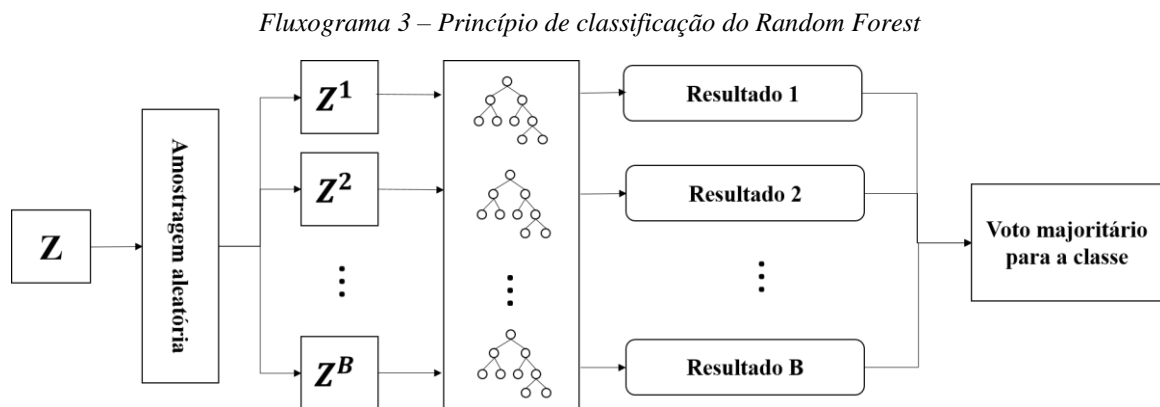 Fluxograma 3 – Princípio de classificação do Random Forest
Z
Amostragem aleatória
Z¹
Z²
⋮
Zᴮ
⋮
Resultado 1
Resultado 2
⋮
Resultado B
Voto majoritário
para a classe